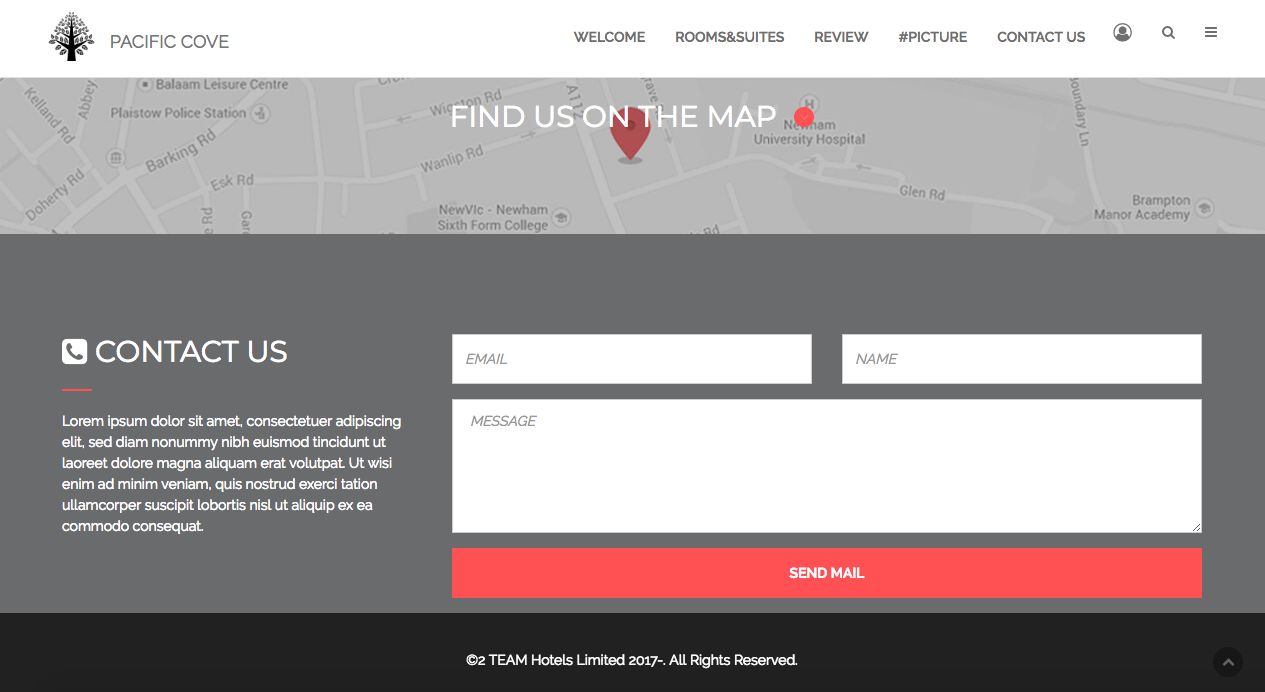 PACIFIC COVE
WELCOME
ROOMS&SUITES
REVIEW
#PICTURE
CONTACT US
Balaam Leisure Centre
Abbey
Kelland Rd
Plaistow Police Station
Barking Rd
Doherty Rd
Esk Rd
Wigston Rd
A112
Wanlip Rd
FIND US ON THE MAP
H
Newham
University Hospital
Boundary Ln
Glen Rd
Brampton
Manor Academy
NewVIc - Newham
Sixth Form College
Rd
CONTACT US
Lorem ipsum dolor sit amet, consectetuer adipiscing
elit, sed diam nonummy nibh euismod tincidunt ut
laoreet dolore magna aliquam erat volutpat. Ut wisi
enim ad minim veniam, quis nostrud exerci tation
ullamcorper suscipit lobortis nisl ut aliquip ex ea
commodo consequat.
EMAIL
NAME
MESSAGE
SEND MAIL
©2 TEAM Hotels Limited 2017-. All Rights Reserved.